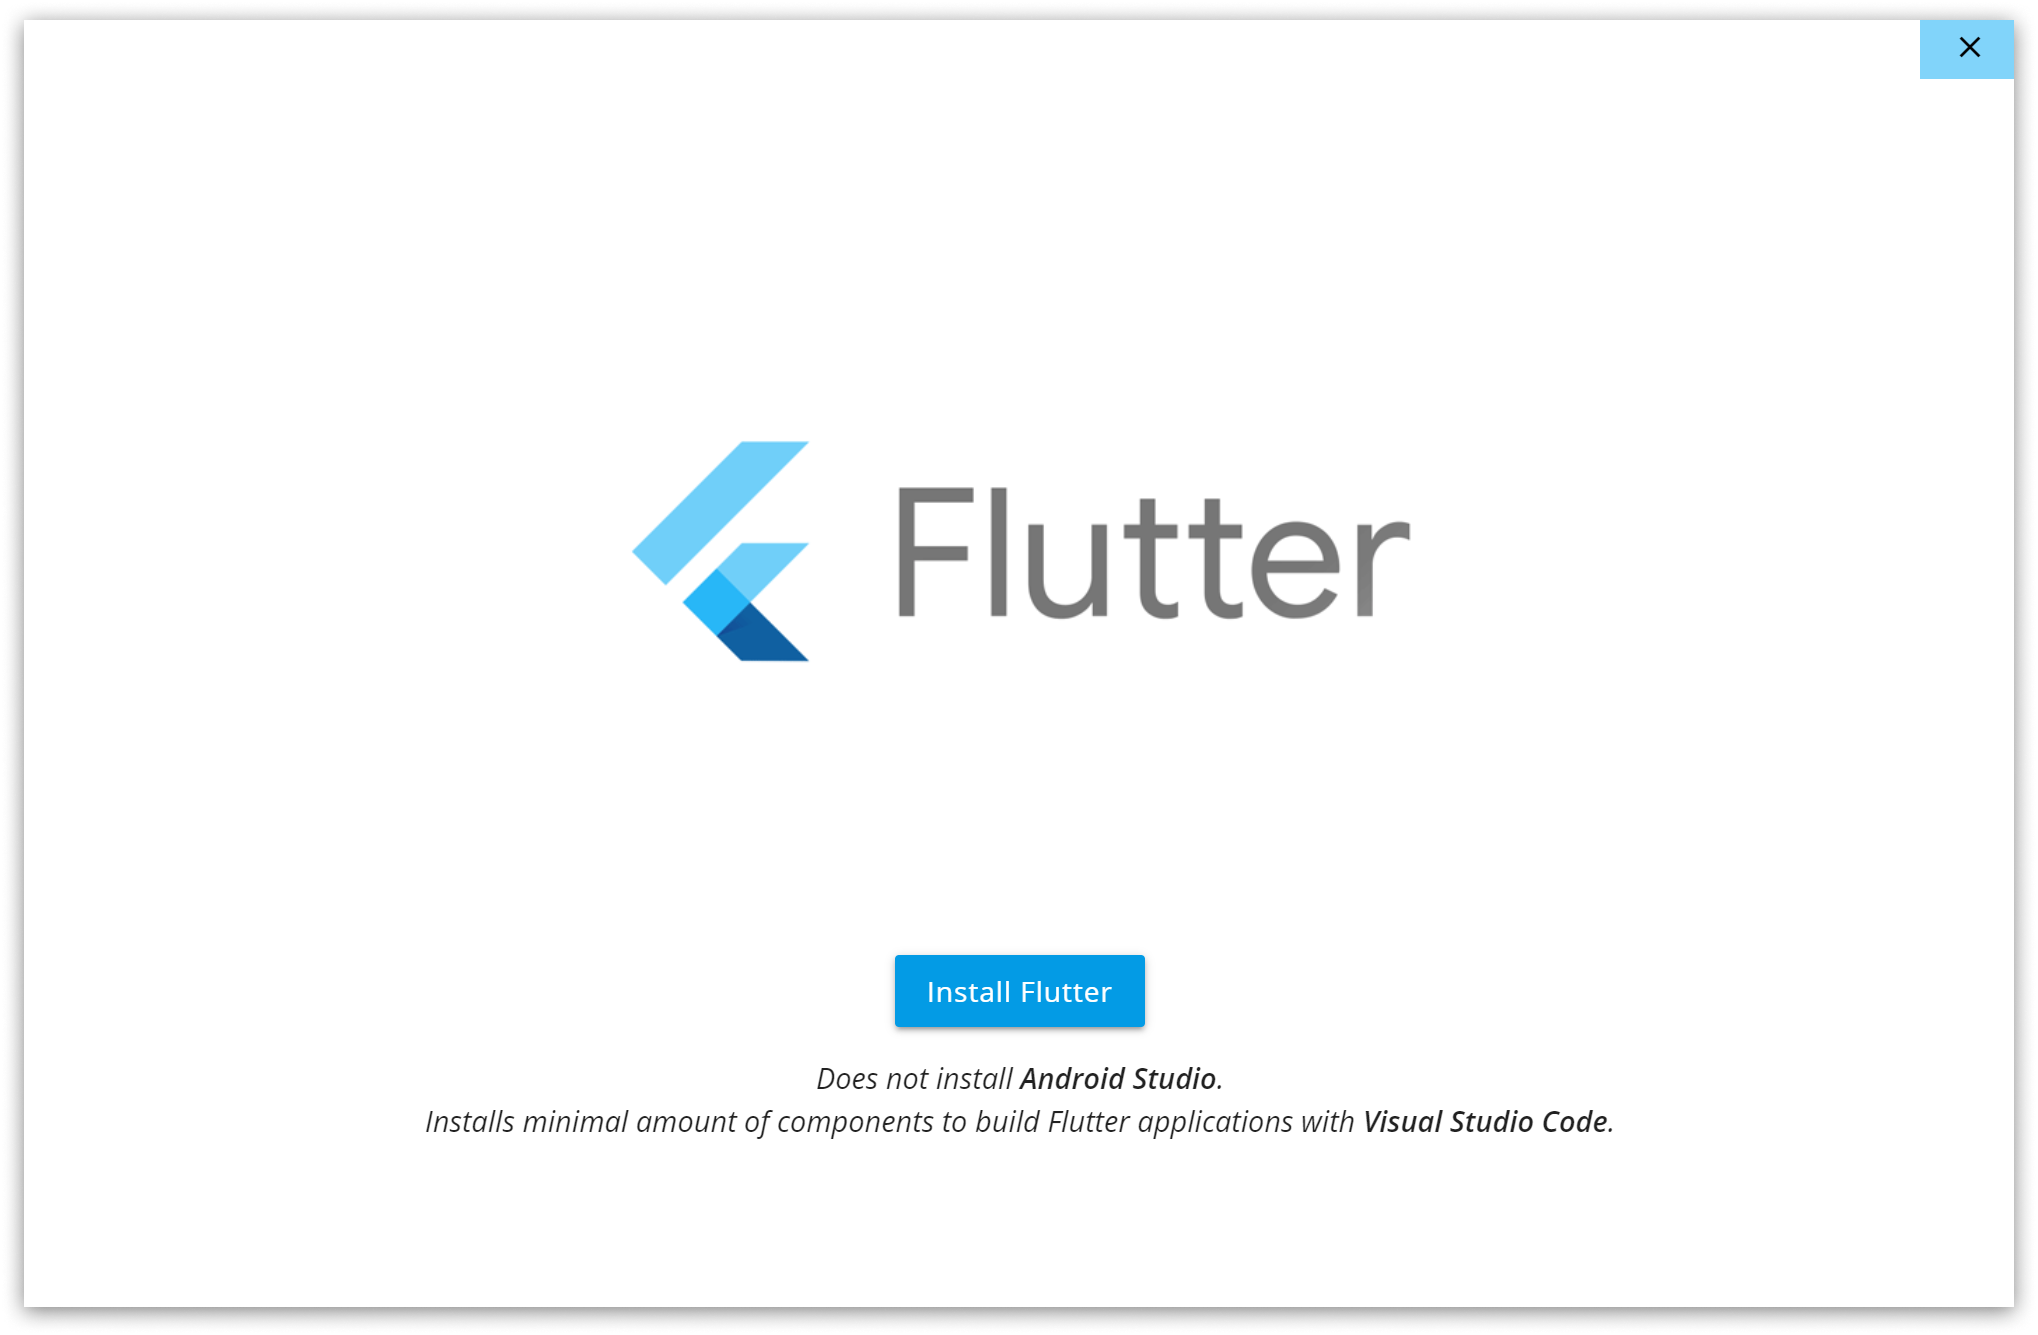 Flutter
Install Flutter
Does not install Android Studio.
Installs minimal amount of components to build Flutter applications with Visual Studio Code.